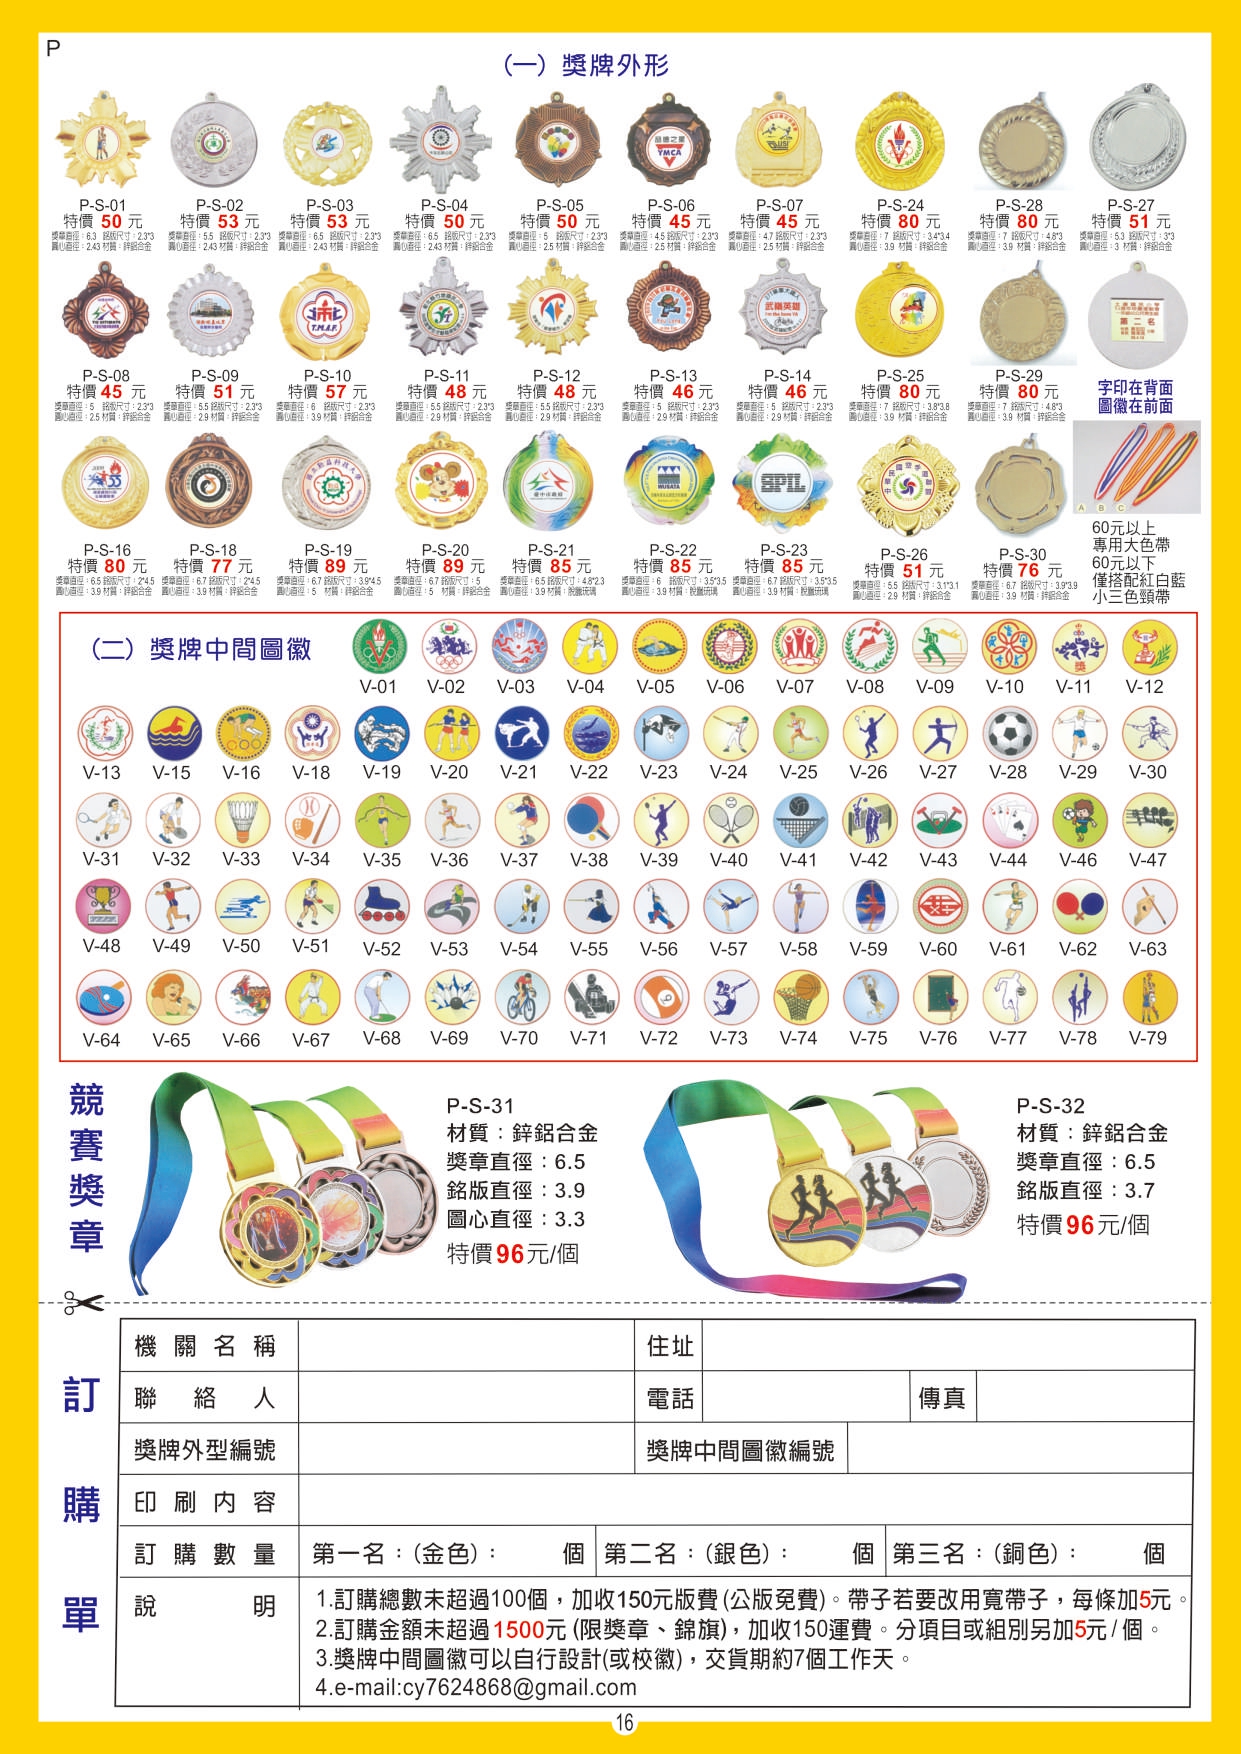 P
(一) 獎牌外形
P-S-01 P-S-02 P-S-03 P-S-04 P-S-05 P-S-06 P-S-07 P-S-24 P-S-28 P-S-27
特價 50 元 特價 53 元 特價 53 元 特價 50 元 特價 50 元 特價 45 元 特價 45 元 特價 80 元 特價 80 元 特價 51 元
獎章直徑：6.3 銘版尺寸：2.3*3 獎章直徑：5.5 銘版尺寸：2.3*3 獎章直徑：6.5 銘版尺寸：2.3*5 獎章直徑：6.5 銘版尺寸：2.3*3 獎章直徑：5 銘版尺寸：2.3*3 獎章直徑：4.5 銘版尺寸：2.3*3 獎章直徑：4.7 銘版尺寸：2.3*3 獎章直徑：7 銘版尺寸：3.4*3.4 獎章直徑：7 銘版尺寸：4.8*3 獎章直徑：5.3 銘版尺寸：3*3
圓心直徑：2.43 材質：鋅鋁合金 圓心直徑：2.43 材質：鋅鋁合金 圓心直徑：2.43 材質：鋅鋁合金 圓心直徑：2.43 材質：鋅鋁合金 圓心直徑：2.5 材質：鋅鋁合金 圓心直徑：2.5 材質：鋅鋁合金 圓心直徑：2.5 材質：鋅鋁合金 圓心直徑：3.9 材質：鋅鋁合金 圓心直徑：3.9 材質：鋅鋁合金 圓心直徑：3 材質：鋅鋁合金
YMCA
T.M.A.F.
武嶺英雄
第二名
P-S-08 P-S-09 P-S-10 P-S-11 P-S-12 P-S-13 P-S-14 P-S-25 P-S-29
特價 45 元 特價 51 元 特價 57 元 特價 48 元 特價 48 元 特價 46 元 特價 46 元 特價 80 元 特價 80 元
獎章直徑：5 銘版尺寸：2.3*3 獎章直徑：5.5 銘版尺寸：2.3*3 獎章直徑：6 銘版尺寸：2.3*3 獎章直徑：5.5 銘版尺寸：2.3*3 獎章直徑：5.5 銘版尺寸：2.3*3 獎章直徑：5 銘版尺寸：2.3*3 獎章直徑：5 銘版尺寸：2.3*3 獎章直徑：7 銘版尺寸：3.8*3.8 獎章直徑：7 銘版尺寸：4.8*3
圓心直徑：2.5 材質：鋅鋁合金 圓心直徑：2.9 材質：鋅鋁合金 圓心直徑：3.9 材質：鋅鋁合金 圓心直徑：2.9 材質：鋅鋁合金 圓心直徑：2.9 材質：鋅鋁合金 圓心直徑：2.9 材質：鋅鋁合金 圓心直徑：2.9 材質：鋅鋁合金 圓心直徑：3.9 材質：鋅鋁合金 圓心直徑：3.9 材質：鋅鋁合金
字印在背面
圖徽在前面
WUSATA
SPIL
A B C
P-S-16 P-S-18 P-S-19 P-S-20 P-S-21 P-S-22 P-S-23 P-S-26 P-S-30
特價 80 元 特價 77 元 特價 89 元 特價 89 元 特價 85 元 特價 85 元 特價 85 元 特價 51 元 特價 76 元
獎章直徑：6.5 銘版尺寸：2*4.5 獎章直徑：6.7 銘版尺寸：2*4.5 獎章直徑：6.7 銘版尺寸：3.9*4.5 獎章直徑：6.7 銘版尺寸：5 獎章直徑：6.5 銘版尺寸：4.8*2.3 獎章直徑：6 銘版尺寸：3.5*3.5 獎章直徑：6.7 銘版尺寸：3.5*3.5 獎章直徑：5.5 銘版尺寸：3.1*3.1 獎章直徑：6.7 銘版尺寸：3.9*3.9
圓心直徑：3.9 材質：鋅鋁合金 圓心直徑：3.9 材質：鋅鋁合金 圓心直徑：5 材質：鋅鋁合金 圓心直徑：5 材質：鋅鋁合金 圓心直徑：3.9 材質：脫臘琉璃 圓心直徑：3.9 材質：脫臘琉璃 圓心直徑：3.9 材質：脫臘琉璃 圓心直徑：2.9 材質：鋅鋁合金 圓心直徑：3.9 材質：鋅鋁合金
60元以上
專用大色帶
60元以下
僅搭配紅白藍
小三色頸帶
(二) 獎牌中間圖徽
V-01 V-02 V-03 V-04 V-05 V-06 V-07 V-08 V-09 V-10 V-11 V-12
V-13 V-15 V-16 V-18 V-19 V-20 V-21 V-22 V-23 V-24 V-25 V-26 V-27 V-28 V-29 V-30
V-31 V-32 V-33 V-34 V-35 V-36 V-37 V-38 V-39 V-40 V-41 V-42 V-43 V-44 V-46 V-47
V-48 V-49 V-50 V-51 V-52 V-53 V-54 V-55 V-56 V-57 V-58 V-59 V-60 V-61 V-62 V-63
V-64 V-65 V-66 V-67 V-68 V-69 V-70 V-71 V-72 V-73 V-74 V-75 V-76 V-77 V-78 V-79
競賽獎章
P-S-31
材質：鋅鋁合金
獎章直徑：6.5
銘版直徑：3.9
圖心直徑：3.3
特價96元/個
P-S-32
材質：鋅鋁合金
獎章直徑：6.5
銘版直徑：3.7
特價96元/個
訂購單
機關名稱 住址
聯絡人 電話 傳真
獎牌外型編號 獎牌中間圖徽編號
印刷內容
訂購數量 第一名：(金色)： 個 第二名：(銀色)： 個 第三名：(銅色)： 個
說明
1.訂購總數未超過100個，加收150元版費(公版免費)。帶子若要改用寬帶子，每條加5元。
2.訂購金額未超過1500元(限獎章、錦旗)，加收150運費。分項目或組別另加5元/個。
3.獎牌中間圖徽可以自行設計(或校徽)，交貨期約7個工作天。
4.e-mail:cy7624868@gmail.com
16